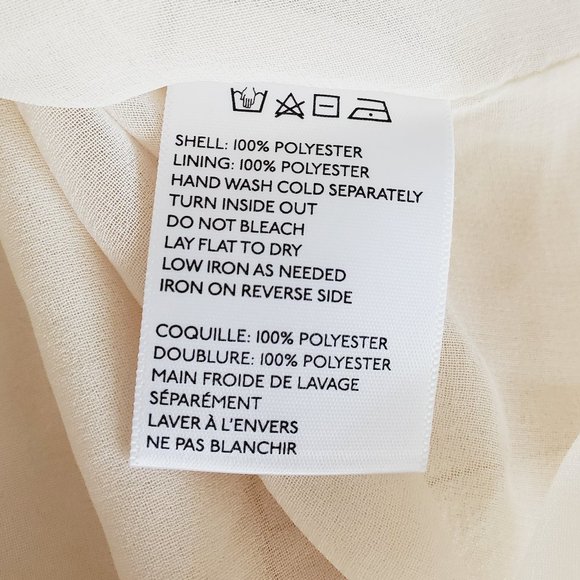 SHELL: 100% POLYESTER
LINING: 100% POLYESTER
HAND WASH COLD SEPARATELY
TURN INSIDE OUT
DO NOT BLEACH
LAY FLAT TO DRY
LOW IRON AS NEEDED
IRON ON REVERSE SIDE
COQUILLE: 100% POLYESTER
DOUBLURE: 100% POLYESTER
MAIN FROIDE DE LAVAGE
SÉPARÉMENT
LAVER À L'ENVERS
NE PAS BLANCHIR